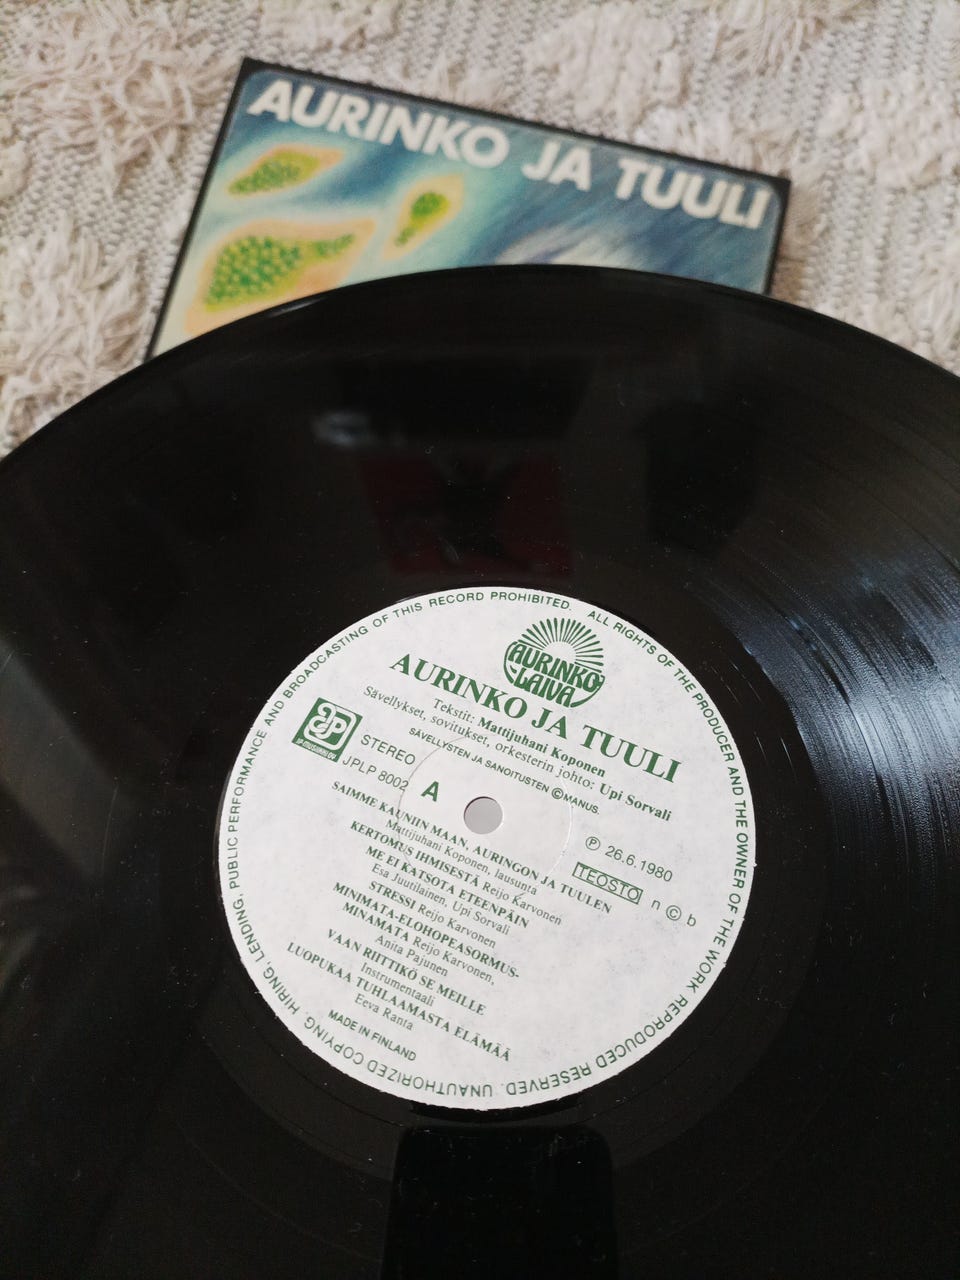 AURINKO JA TUULI
ALL RIGHTS OF THE PRODUCER AND THE OWNER OF THE WORK REPRODUCED RESERVED. UNAUTHORIZED COPYING, HIRING, LENDING, PUBLIC PERFORMANCE AND BROADCASTING OF THIS RECORD PROHIBITED.
AURINKO
-LAIVA
AURINKO JA TUULI
Tekstit: Mattijuhani Koponen
Sävellykset, sovitukset, orkesterin johto: Upi Sorvali
SÄVELLYSTEN JA SANOITUSTEN © MANUS.
STEREO
JPLP 8002
A
℗ 26.6.1980
TEOSTO n © b
SAIMME KAUNIIN MAAN, AURINGON JA TUULEN
Mattijuhani Koponen, lausunta
KERTOMUS IHMISESTÄ Reijo Karvonen
ME EI KATSOTA ETEENPÄIN
Esa Juutilainen, Upi Sorvali
STRESSI Reijo Karvonen
MINIMATA-ELOHOPEASORMUS-
MINAMATA Reijo Karvonen,
Anita Pajunen
VAAN RIITTIKÖ SE MEILLE
Instrumentaali
LUOPUKAA TUHLAAMASTA ELÄMÄÄ
Eeva Ranta
MADE IN FINLAND